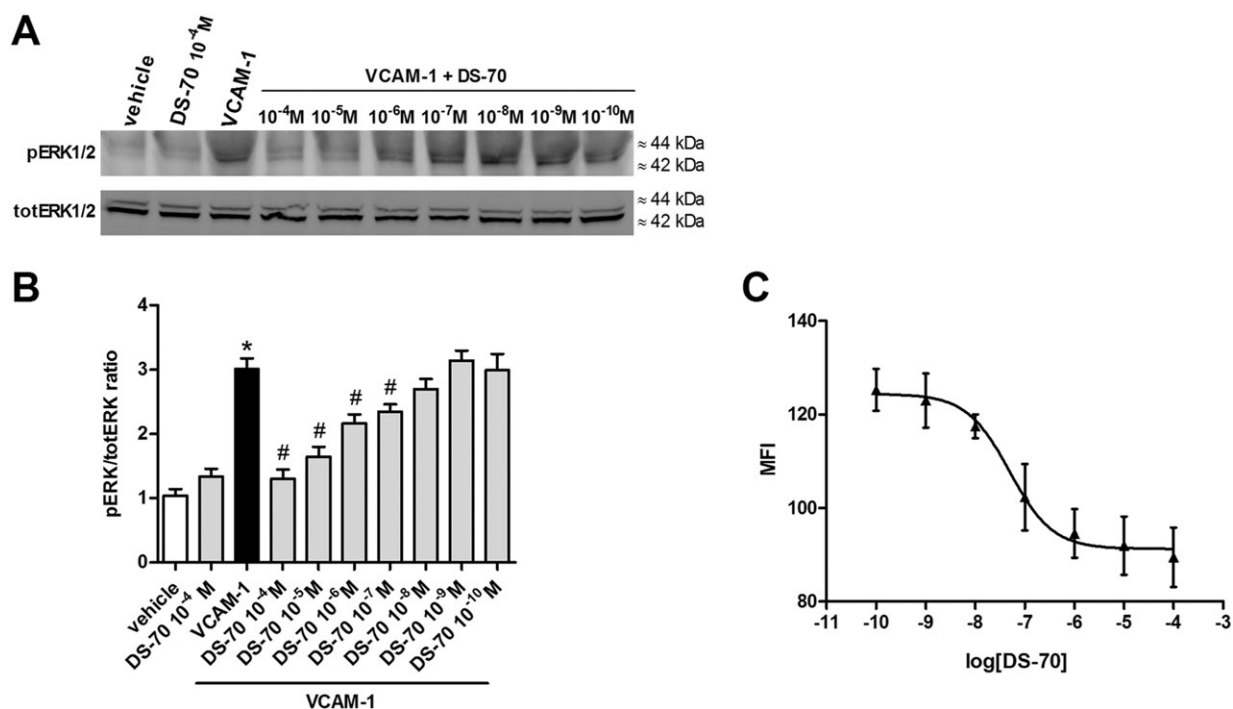 A
vehicle
DS-70 10⁻⁴M
VCAM-1
VCAM-1 + DS-70
10⁻⁴M 10⁻⁵M 10⁻⁶M 10⁻⁷M 10⁻⁸M 10⁻⁹M 10⁻¹⁰M
pERK1/2
≈ 44 kDa
≈ 42 kDa
totERK1/2
≈ 44 kDa
≈ 42 kDa
B
pERK/totERK ratio
4
3
2
1
0
*
# # # #
vehicle
DS-70 10⁻⁴ M
VCAM-1
DS-70 10⁻⁴ M
DS-70 10⁻⁵ M
DS-70 10⁻⁶ M
DS-70 10⁻⁷ M
DS-70 10⁻⁸ M
DS-70 10⁻⁹ M
DS-70 10⁻¹⁰ M
VCAM-1
C
MFI
140
120
100
80
-11 -10 -9 -8 -7 -6 -5 -4 -3
log[DS-70]